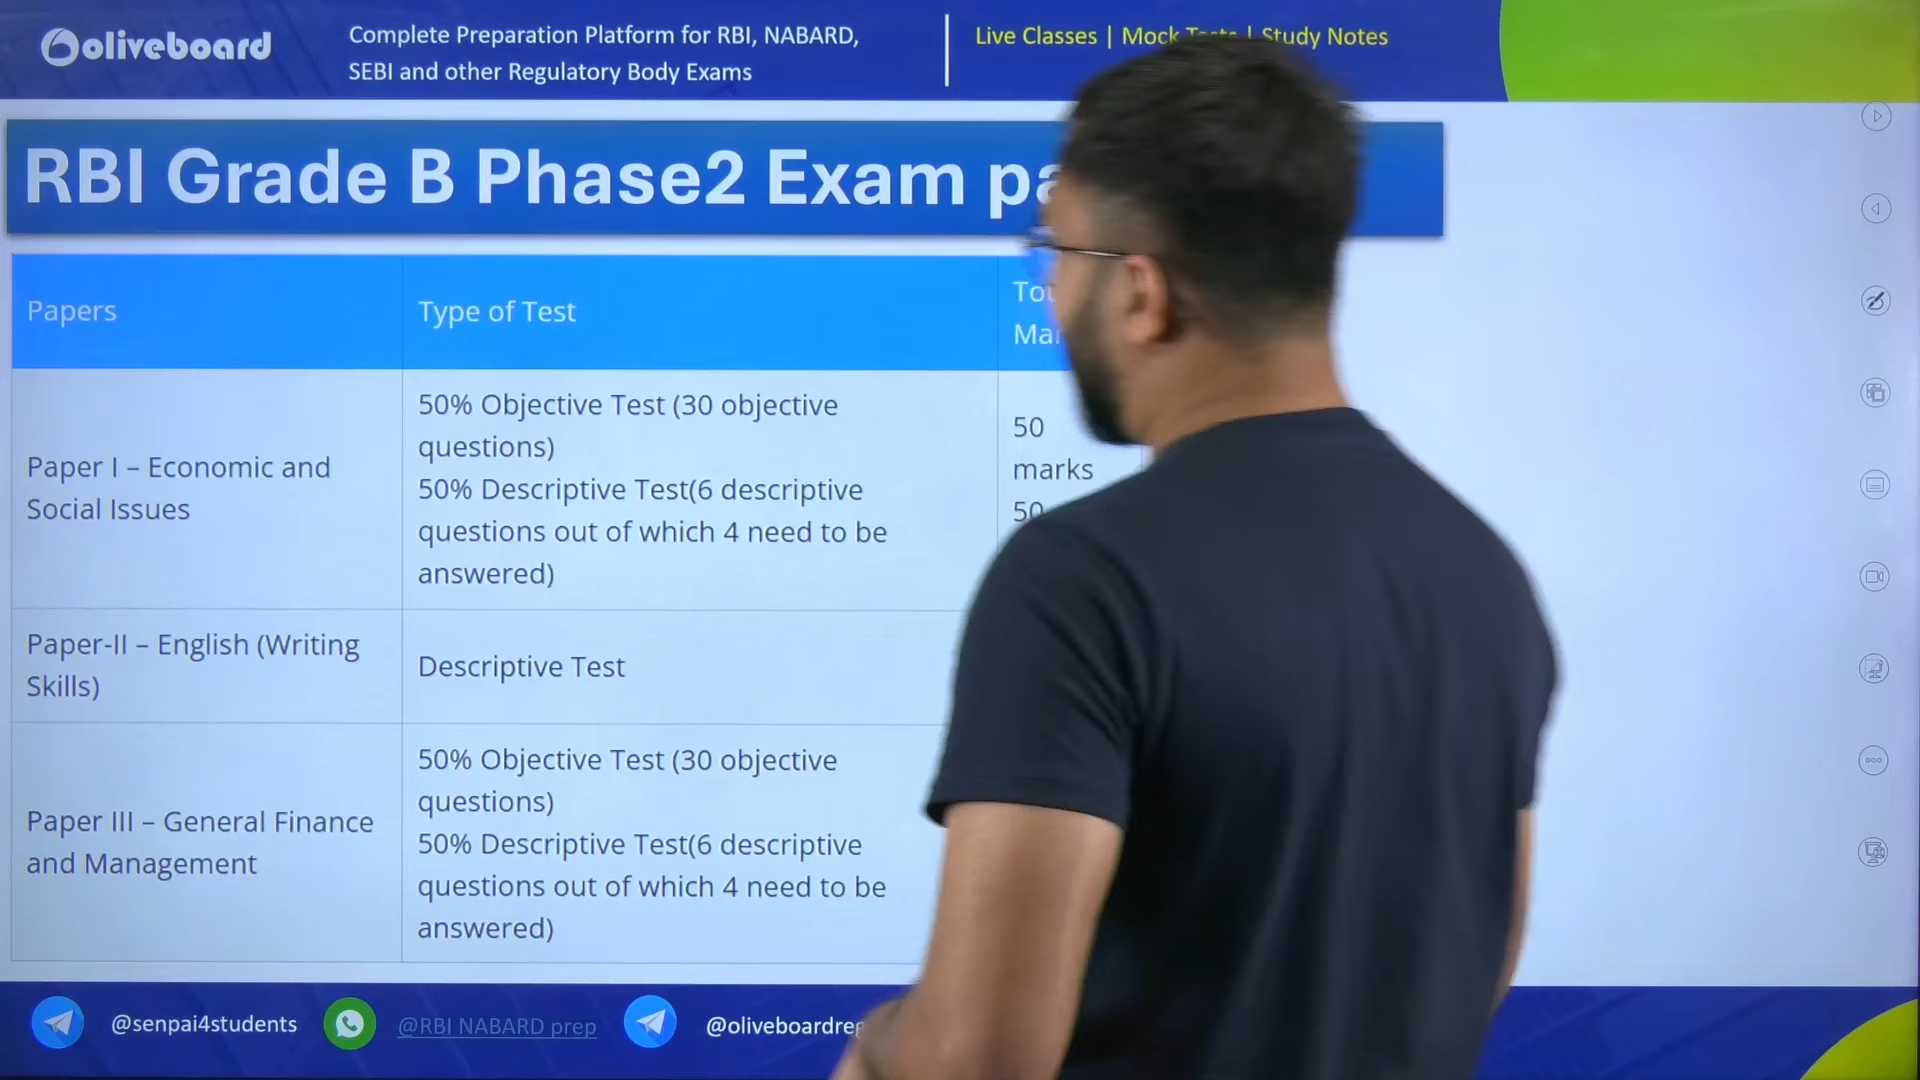 oliveboard
Complete Preparation Platform for RBI, NABARD,
SEBI and other Regulatory Body Exams
Live Classes | Mock Tests | Study Notes
RBI Grade B Phase2 Exam
Papers
Type of Test
50% Objective Test (30 objective
questions)
50% Descriptive Test(6 descriptive
questions out of which 4 need to be
answered)
50
marks
50
Paper I – Economic and
Social Issues
Paper-II – English (Writing
Skills)
Descriptive Test
Paper III – General Finance
and Management
50% Objective Test (30 objective
questions)
50% Descriptive Test(6 descriptive
questions out of which 4 need to be
answered)
@senpai4students
@RBI NABARD prep